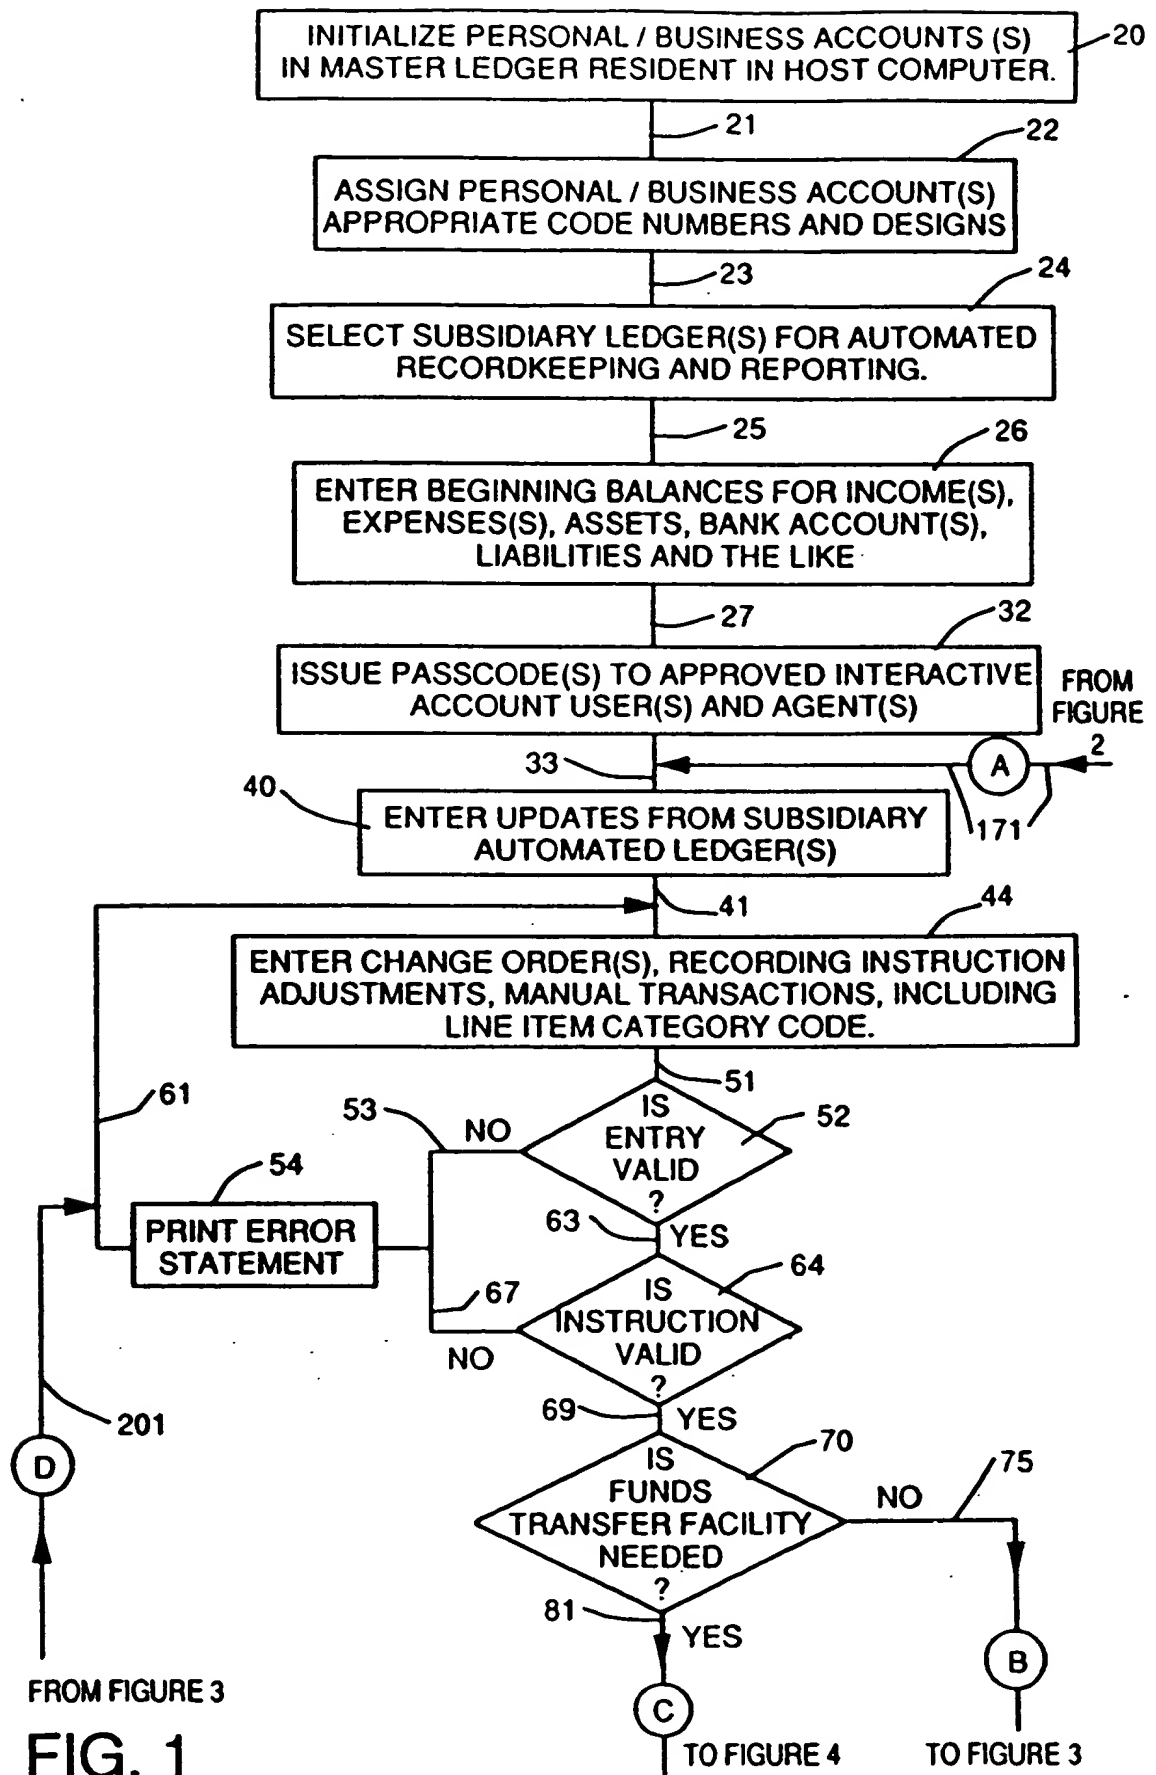 INITIALIZE PERSONAL / BUSINESS ACCOUNTS (S)
IN MASTER LEDGER RESIDENT IN HOST COMPUTER.
20
21
22
ASSIGN PERSONAL / BUSINESS ACCOUNT(S)
APPROPRIATE CODE NUMBERS AND DESIGNS
23
24
SELECT SUBSIDIARY LEDGER(S) FOR AUTOMATED
RECORDKEEPING AND REPORTING.
25
26
ENTER BEGINNING BALANCES FOR INCOME(S),
EXPENSES(S), ASSETS, BANK ACCOUNT(S),
LIABILITIES AND THE LIKE
27
32
ISSUE PASSCODE(S) TO APPROVED INTERACTIVE
ACCOUNT USER(S) AND AGENT(S)
FROM
FIGURE
2
A
33
171
40
ENTER UPDATES FROM SUBSIDIARY
AUTOMATED LEDGER(S)
41
44
ENTER CHANGE ORDER(S), RECORDING INSTRUCTION
ADJUSTMENTS, MANUAL TRANSACTIONS, INCLUDING
LINE ITEM CATEGORY CODE.
51
61
53
NO
IS
ENTRY
VALID
?
52
54
PRINT ERROR
STATEMENT
63
YES
67
NO
IS
INSTRUCTION
VALID
?
64
201
D
69
YES
IS
FUNDS
TRANSFER FACILITY
NEEDED
?
70
NO
75
81
YES
B
C
FROM FIGURE 3
TO FIGURE 4
TO FIGURE 3
FIG. 1